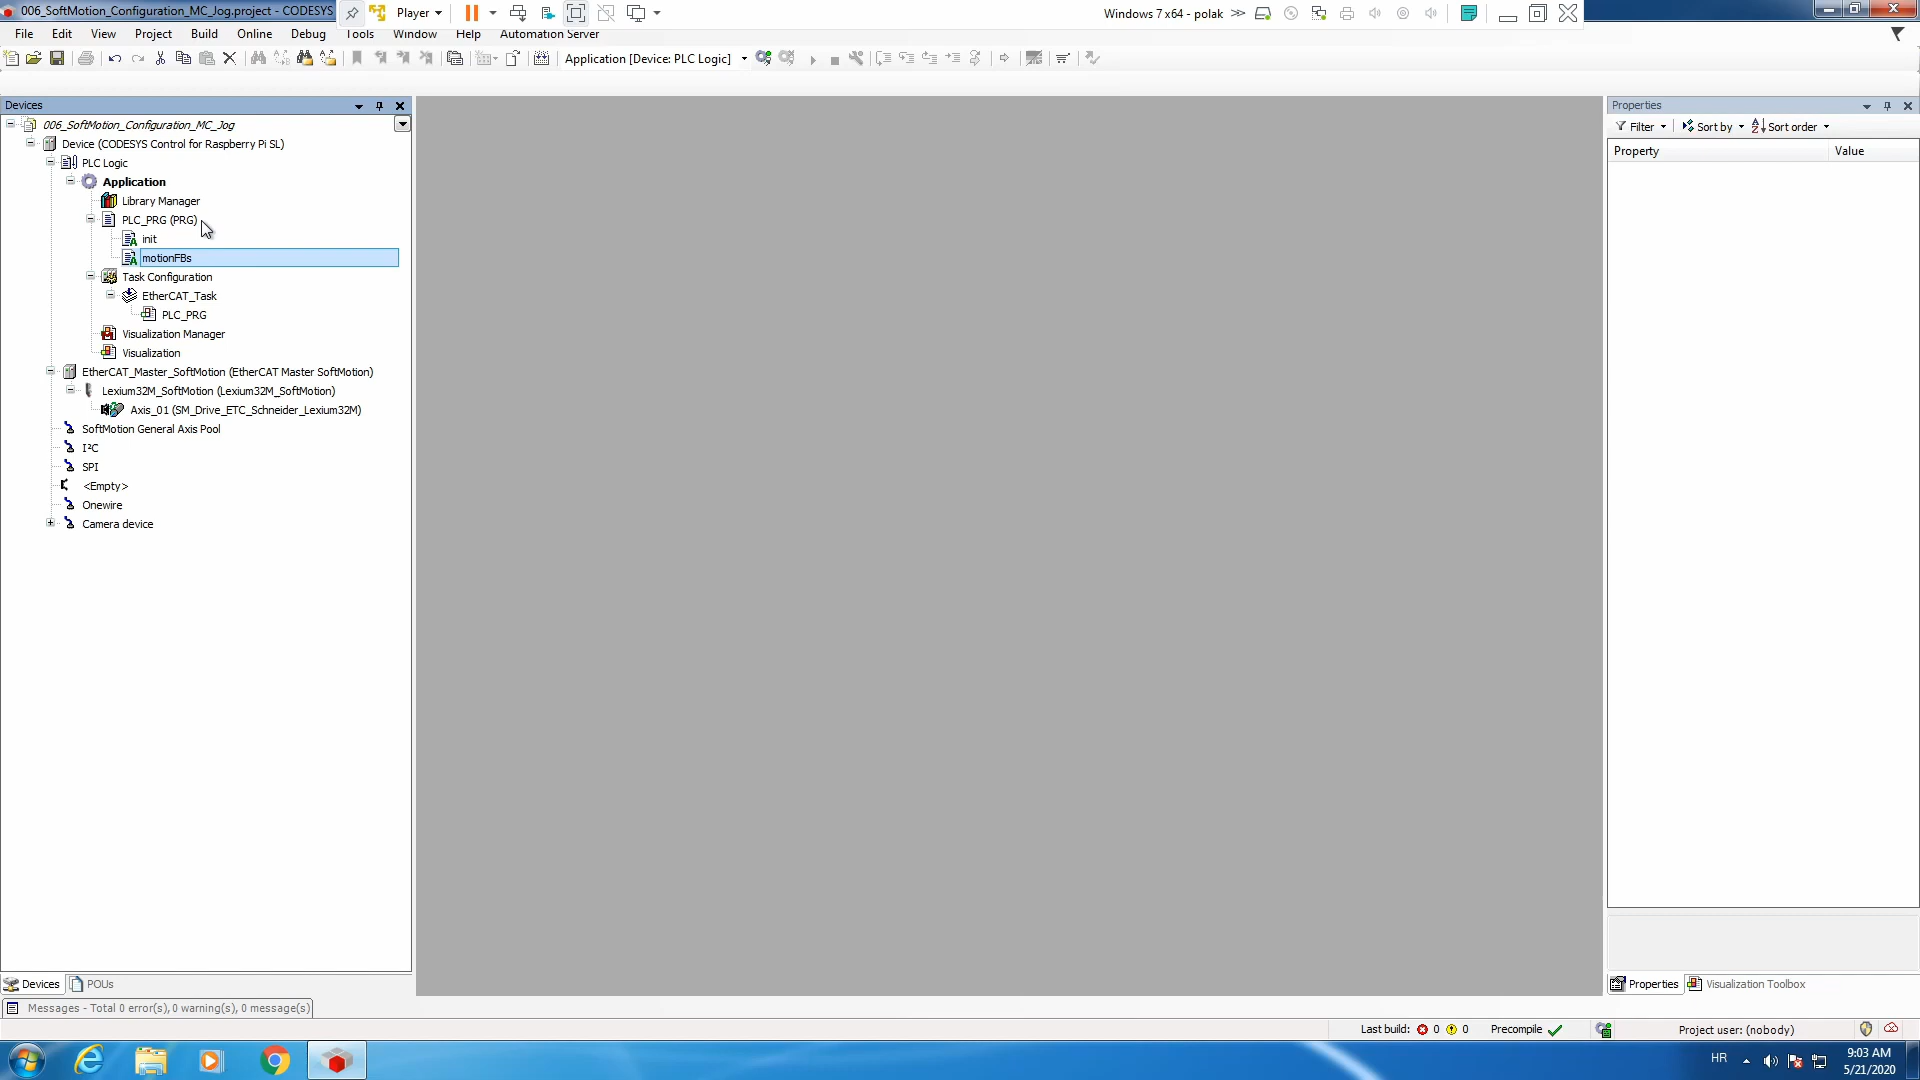 006_SoftMotion_Configuration_MC_Jog.project - CODESYS
Player
Windows 7 x64 - polak
File Edit View Project Build Online Debug Tools Window Help Automation Server
Application [Device: PLC Logic]
Devices
006_SoftMotion_Configuration_MC_Jog
Device (CODESYS Control for Raspberry Pi SL)
PLC Logic
Application
Library Manager
PLC_PRG (PRG)
init
motionFBs
Task Configuration
EtherCAT_Task
PLC_PRG
Visualization Manager
Visualization
EtherCAT_Master_SoftMotion (EtherCAT Master SoftMotion)
Lexium32M_SoftMotion (Lexium32M_SoftMotion)
Axis_01 (SM_Drive_ETC_Schneider_Lexium32M)
SoftMotion General Axis Pool
I²C
SPI
<Empty>
Onewire
Camera device
Properties
Filter Sort by Sort order
Property Value
Devices POUs
Properties Visualization Toolbox
Messages - Total 0 error(s), 0 warning(s), 0 message(s)
Last build: 0 0 Precompile Project user: (nobody)
HR 9:03 AM
5/21/2020